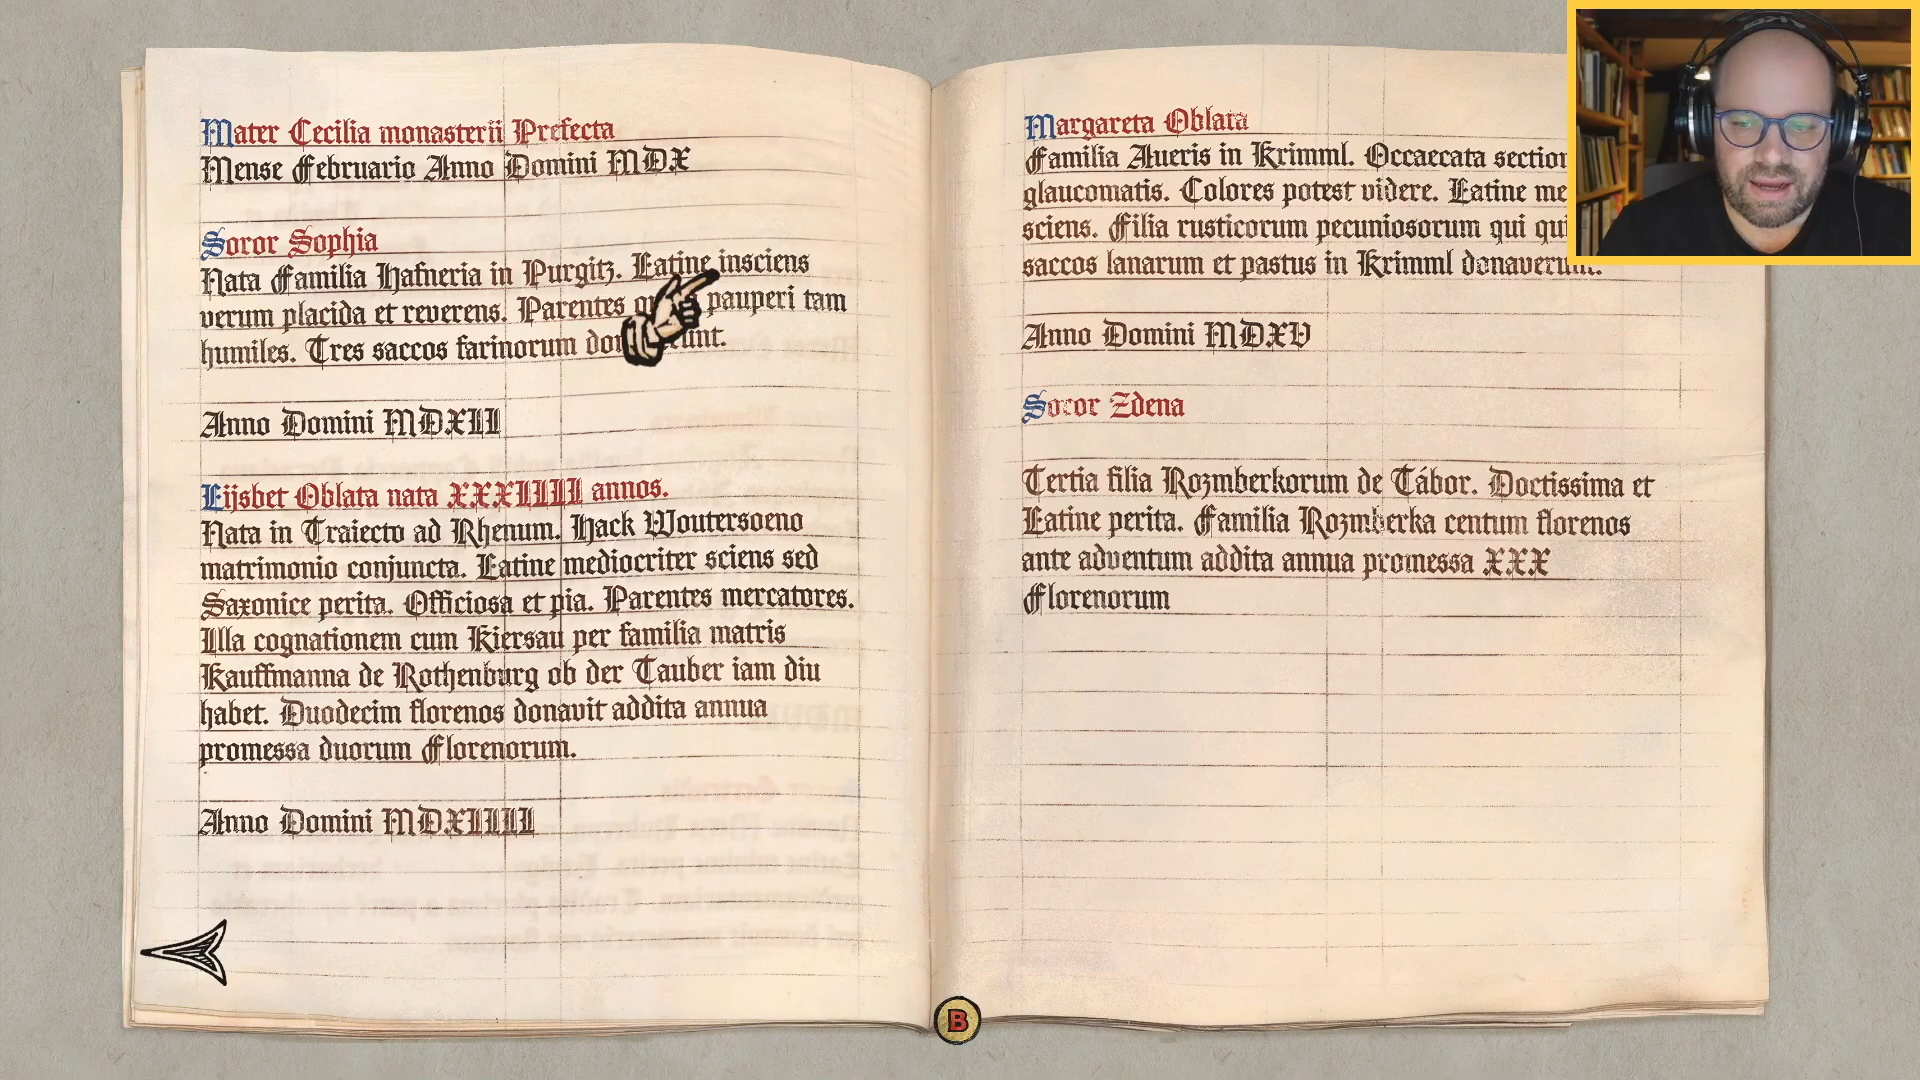 Mater Cecilia monasterii Prefecta
Mense Februario Anno Domini MDX
Soror Sophia
Nata Familia Hafneria in Purgitz. Latine insciens
verum placida et reverens. Parentes pauperi tam
humiles. Tres saccos farinorum
Anno Domini MDXII
Lijsbet Oblata nata XXXIIII annos.
Nata in Traiecto ad Rhenum. Hack Woutersoeno
matrimonio conjuncta. Latine mediocriter sciens sed
Saxonice perita. Officiosa et pia. Parentes mercatores.
Illa cognationem cum Kiersau per familia matris
Kauffmanna de Rothenburg ob der Tauber iam diu
habet. Duodecim florenos donavit addita annua
promessa duorum Florenorum.
Anno Domini MDXIIII
Margareta Oblata
Familia Aueris in Krimml. Occaecata
glaucomatis. Colores potest videre. Latine
sciens. Filia rusticorum pecuniosorum qui
saccos lanarum et pastus in Krimml donaverunt.
Anno Domini MDXV
Soror Zdena
Tertia filia Rozmberkorum de Tábor. Doctissima et
Latine perita. Familia Rozmberka centum florenos
ante adventum addita annua promessa XXX
Florenorum
B